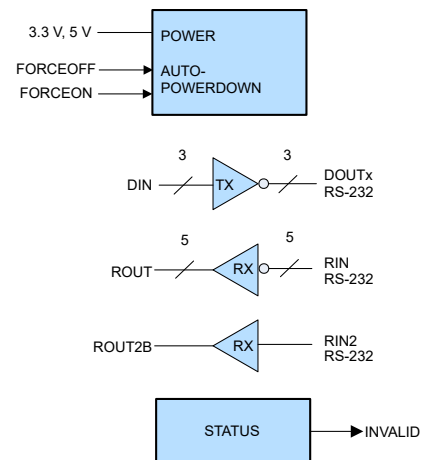 3.3 V, 5 V
POWER
FORCEOFF
AUTO-
FORCEON
POWERDOWN
3
3
DIN
TX
DOUTx
RS-232
5
5
ROUT
RX
RIN
RS-232
ROUT2B
RX
RIN2
RS-232
STATUS
INVALID